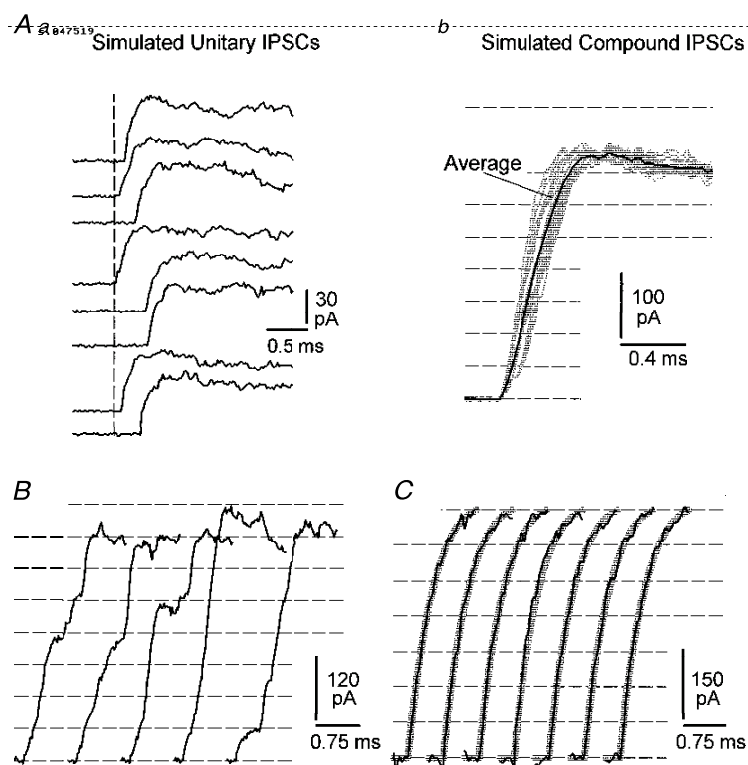 A a b
Simulated Unitary IPSCs
Simulated Compound IPSCs
Average
30
pA
0.5 ms
100
pA
0.4 ms
B
C
120
pA
0.75 ms
150
pA
0.75 ms